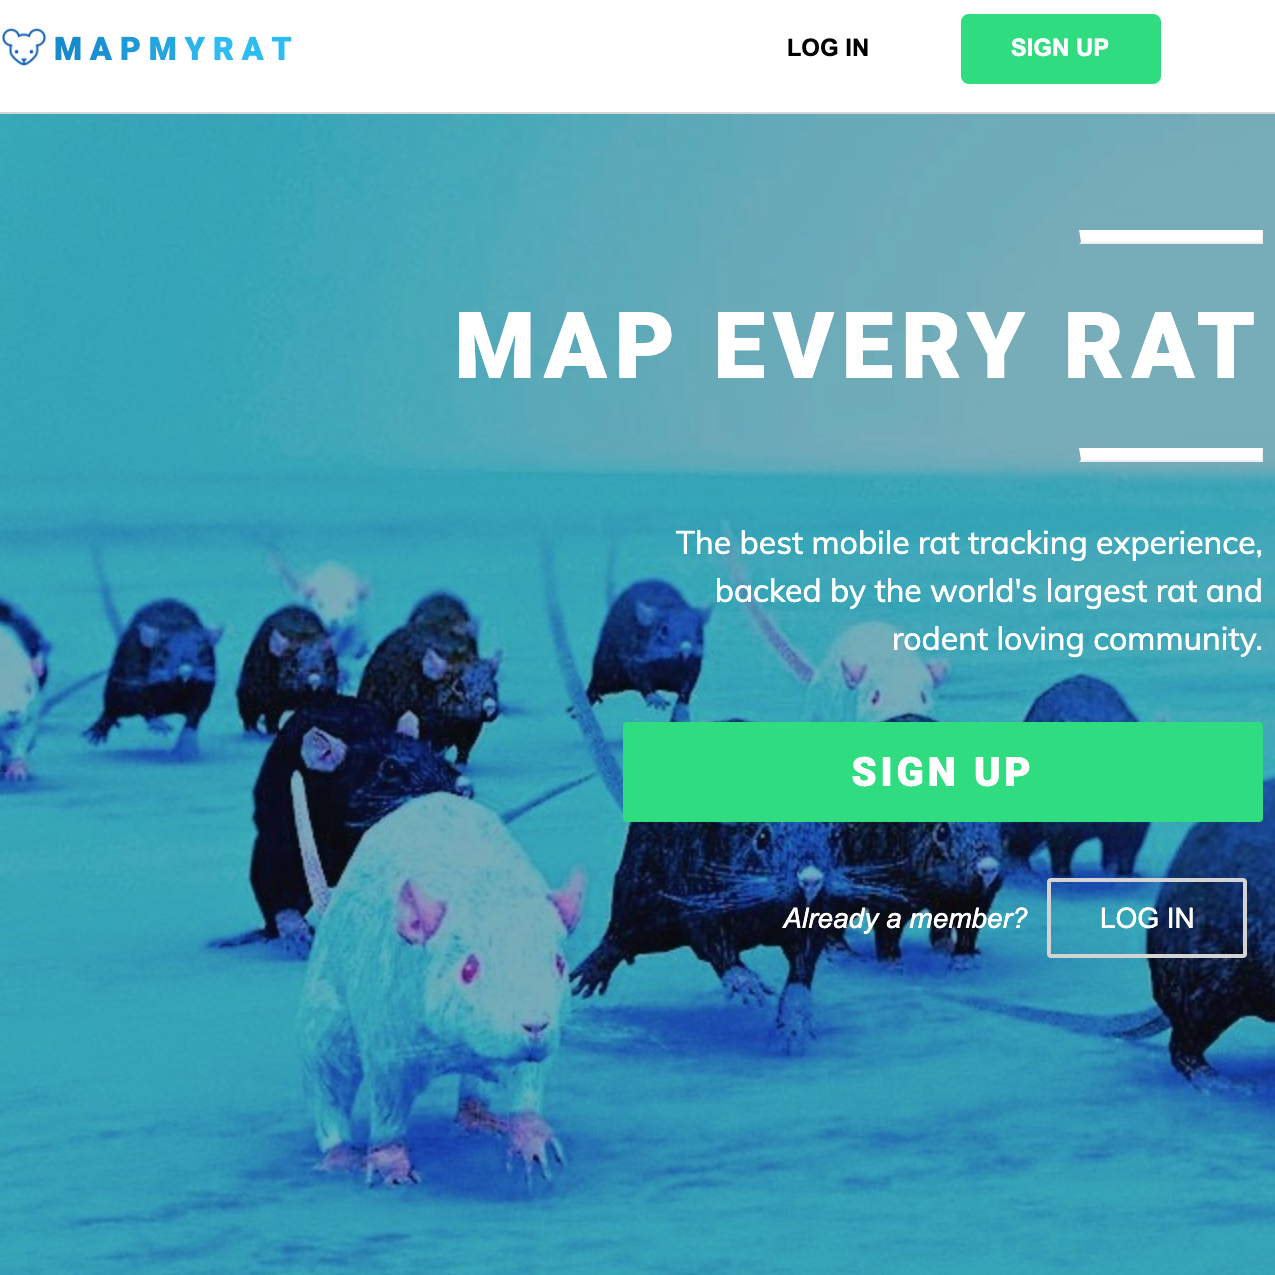 MAPMYRAT
LOG IN
SIGN UP
MAP EVERY RAT
The best mobile rat tracking experience,
backed by the world's largest rat and
rodent loving community.
SIGN UP
Already a member?
LOG IN